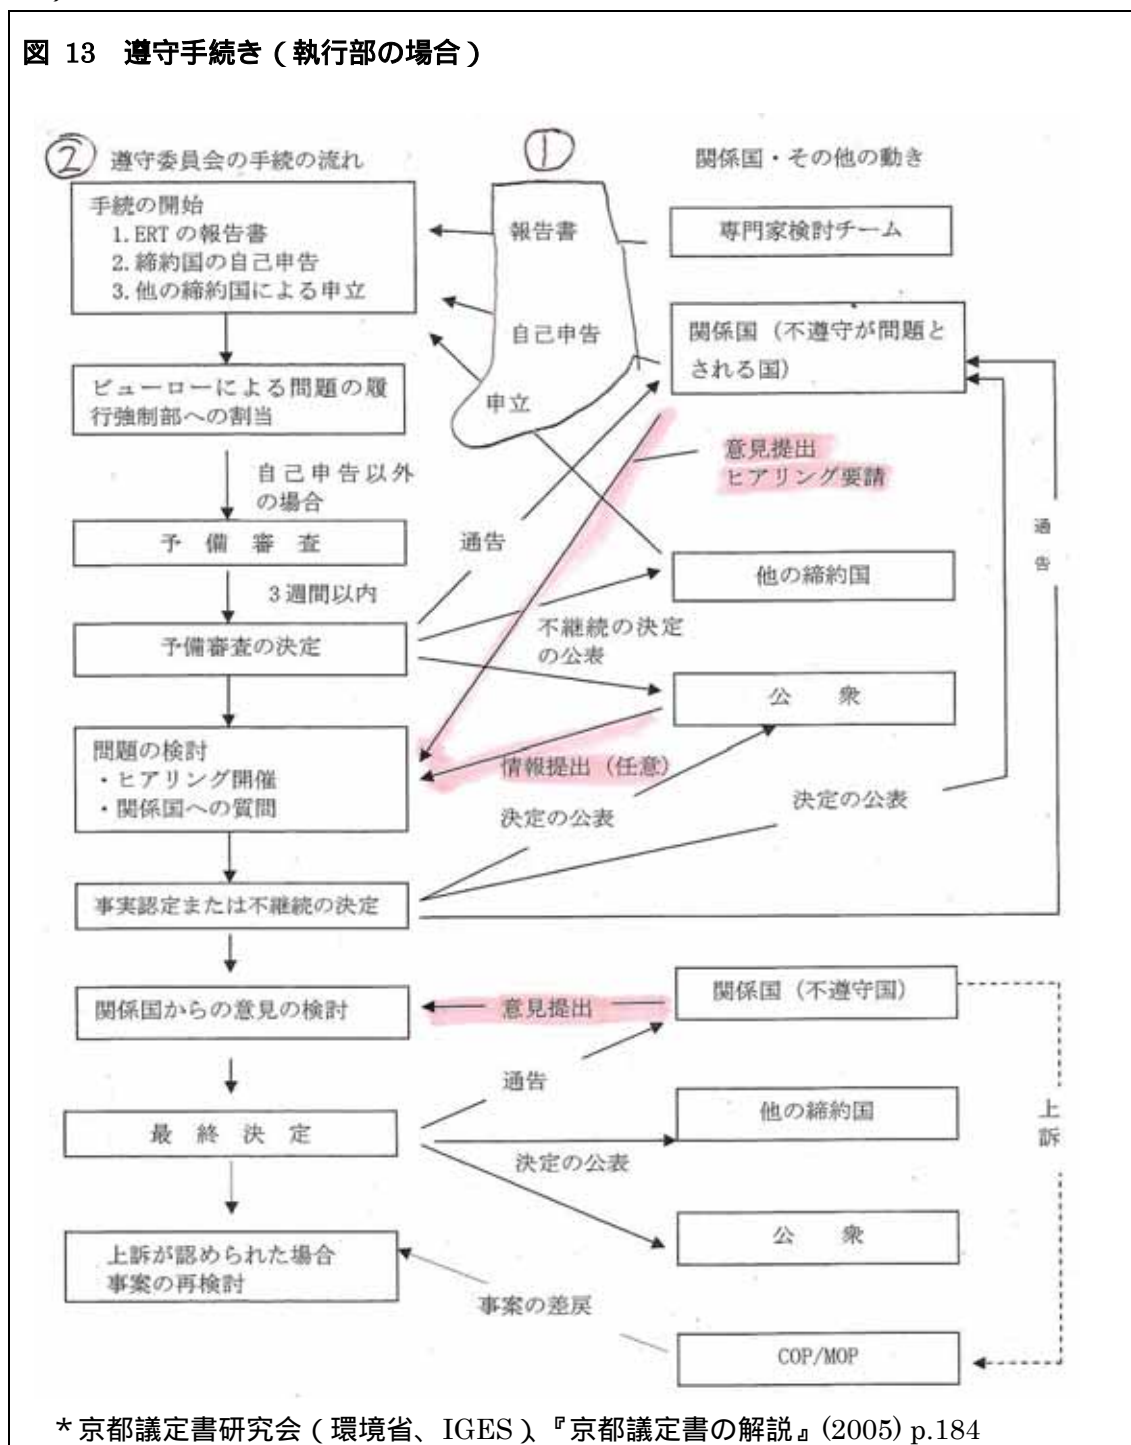 図 13 遵守手続き（執行部の場合）
② 遵守委員会の手続の流れ
①
関係国・その他の動き
手続の開始
1. ERT の報告書
2. 締約国の自己申告
3. 他の締約国による申立
報告書
専門家検討チーム
自己申告
関係国（不遵守が問題と
される国）
申立
ビューローによる問題の履
行強制部への割当
意見提出
ヒアリング要請
自己申告以外
の場合
通告
通告
予備審査
他の締約国
3週間以内
不継続の決定
の公表
予備審査の決定
公衆
問題の検討
・ヒアリング開催
・関係国への質問
情報提出（任意）
決定の公表
決定の公表
事実認定または不継続の決定
関係国（不遵守国）
関係国からの意見の検討
意見提出
通告
他の締約国
上訴
最終決定
決定の公表
公衆
上訴が認められた場合
事案の再検討
事案の差戻
COP/MOP
＊京都議定書研究会（環境省、IGES）、『京都議定書の解説』(2005) p.184